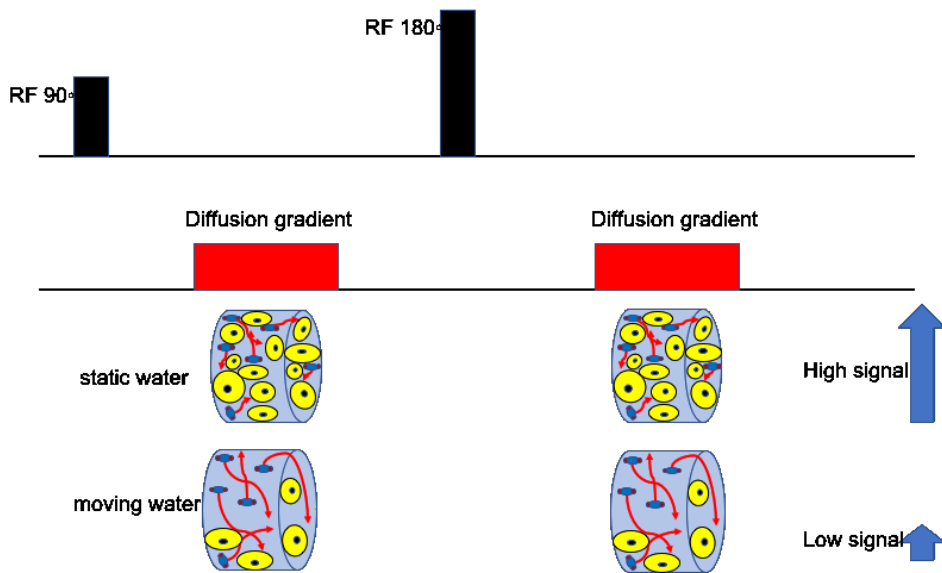 RF 180
RF 90
Diffusion gradient
Diffusion gradient
static water
High signal
moving water
Low signal